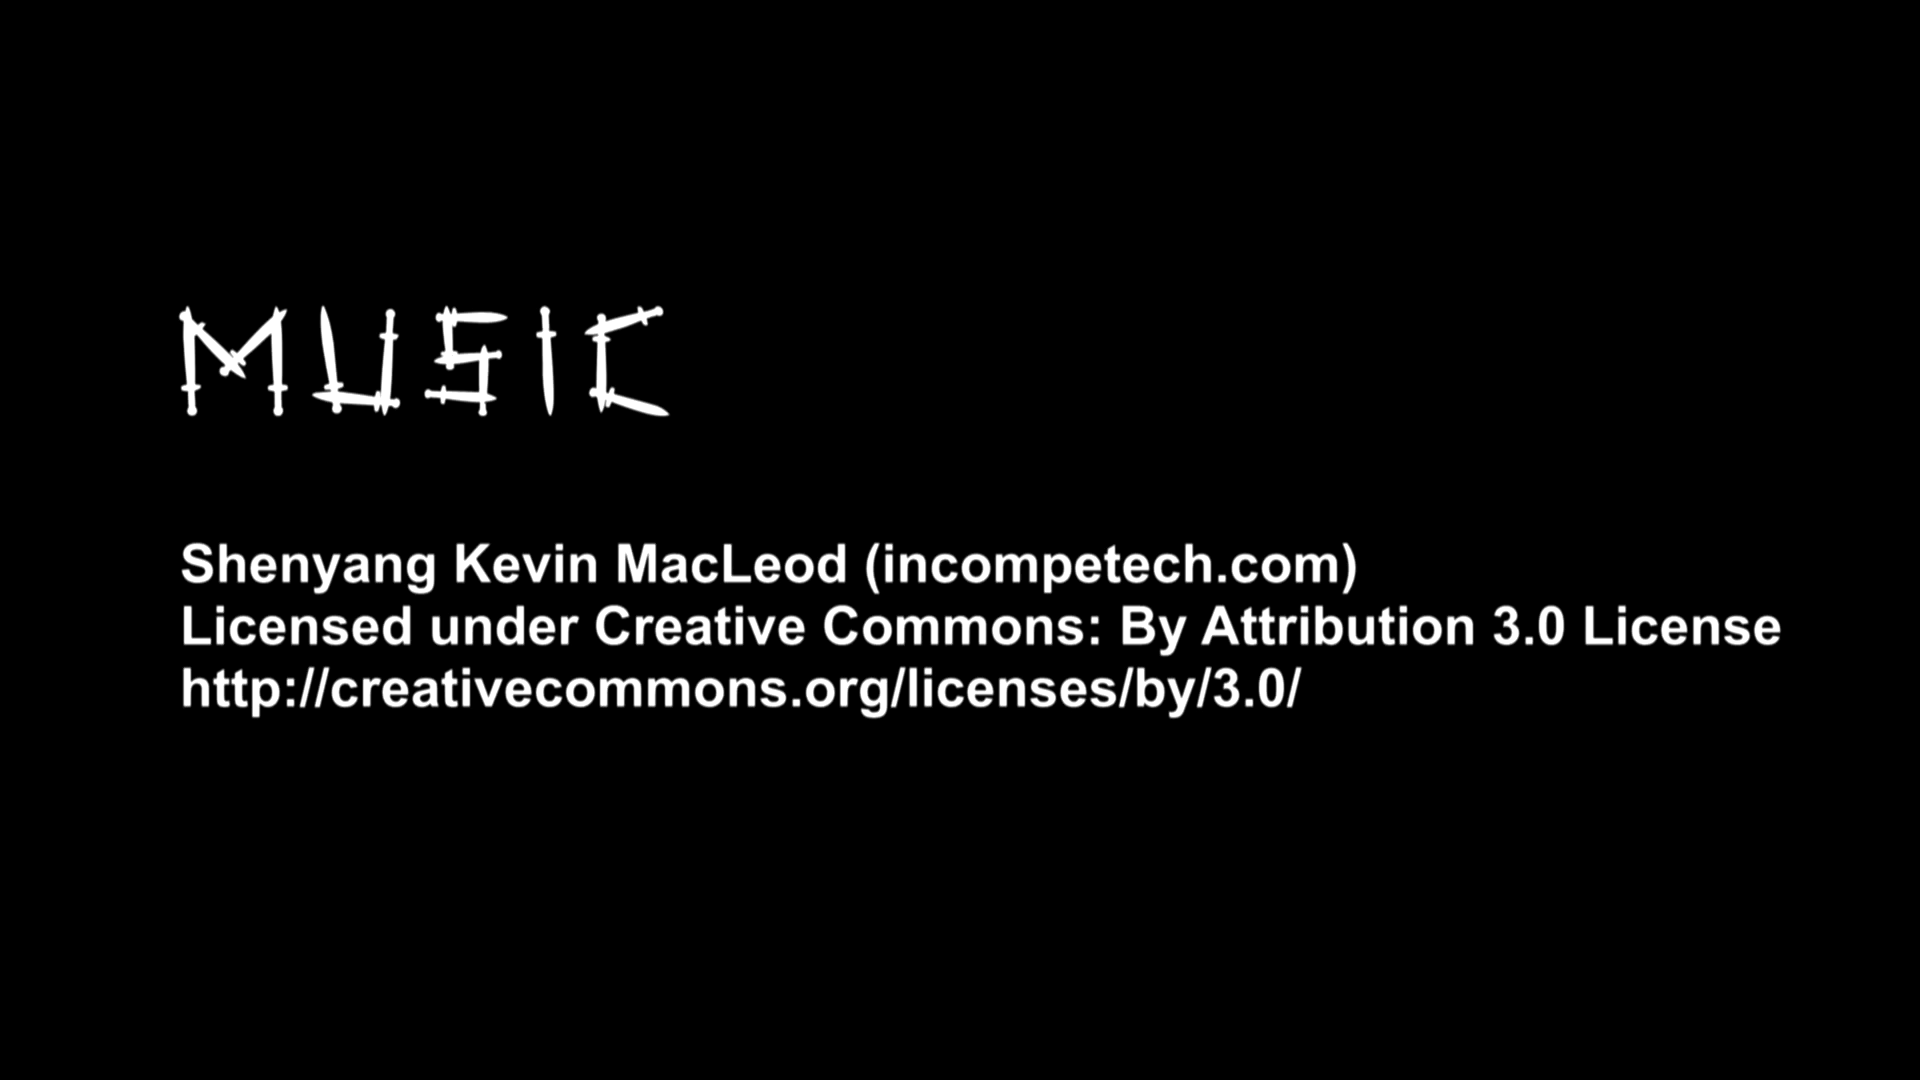 MUSIC
Shenyang Kevin MacLeod (incompetech.com)
Licensed under Creative Commons: By Attribution 3.0 License
http://creativecommons.org/licenses/by/3.0/